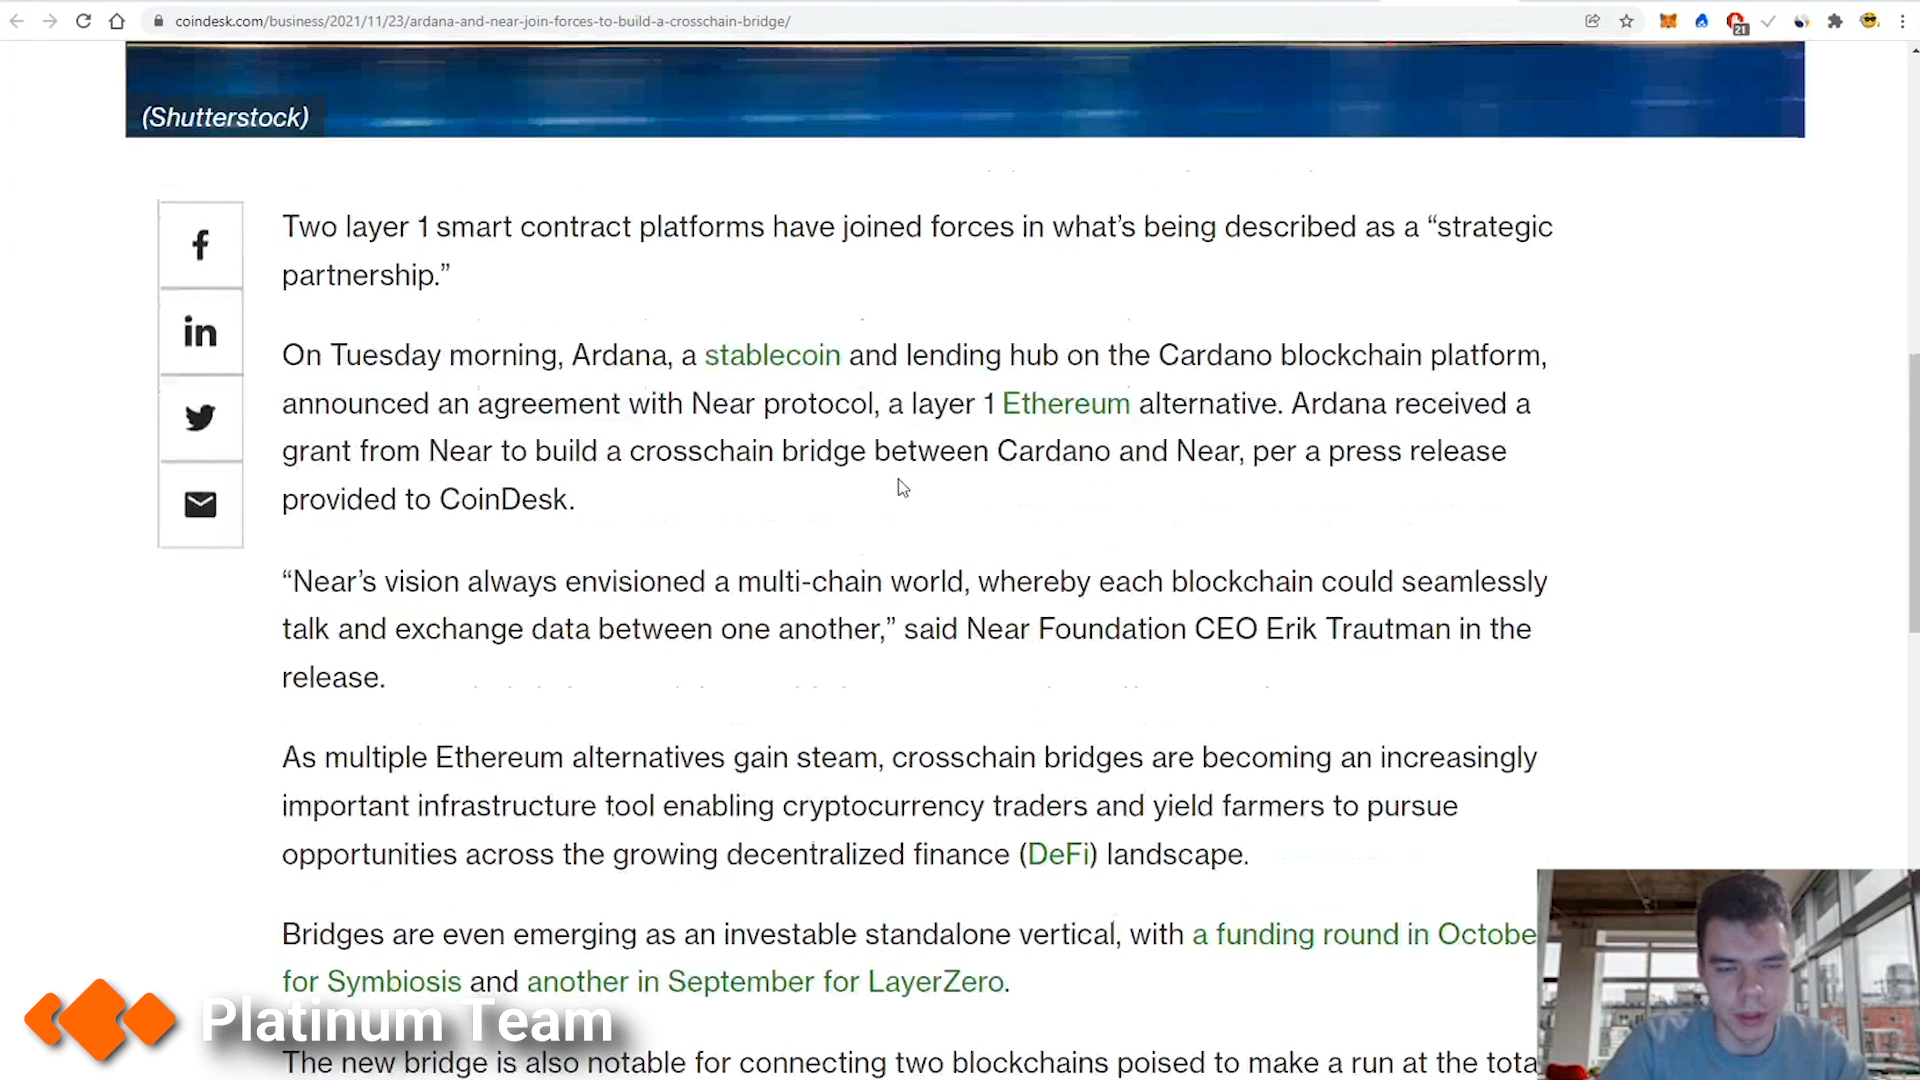 coindesk.com/business/2021/11/23/ardana-and-near-join-forces-to-build-a-crosschain-bridge/
21
(Shutterstock)
Two layer 1 smart contract platforms have joined forces in what’s being described as a “strategic
partnership.”
On Tuesday morning, Ardana, a stablecoin and lending hub on the Cardano blockchain platform,
announced an agreement with Near protocol, a layer 1 Ethereum alternative. Ardana received a
grant from Near to build a crosschain bridge between Cardano and Near, per a press release
provided to CoinDesk.
“Near’s vision always envisioned a multi-chain world, whereby each blockchain could seamlessly
talk and exchange data between one another,” said Near Foundation CEO Erik Trautman in the
release.
As multiple Ethereum alternatives gain steam, crosschain bridges are becoming an increasingly
important infrastructure tool enabling cryptocurrency traders and yield farmers to pursue
opportunities across the growing decentralized finance (DeFi) landscape.
Bridges are even emerging as an investable standalone vertical, with a funding round in Octobe
for Symbiosis and another in September for LayerZero.
Platinum Team
The new bridge is also notable for connecting two blockchains poised to make a run at the tota